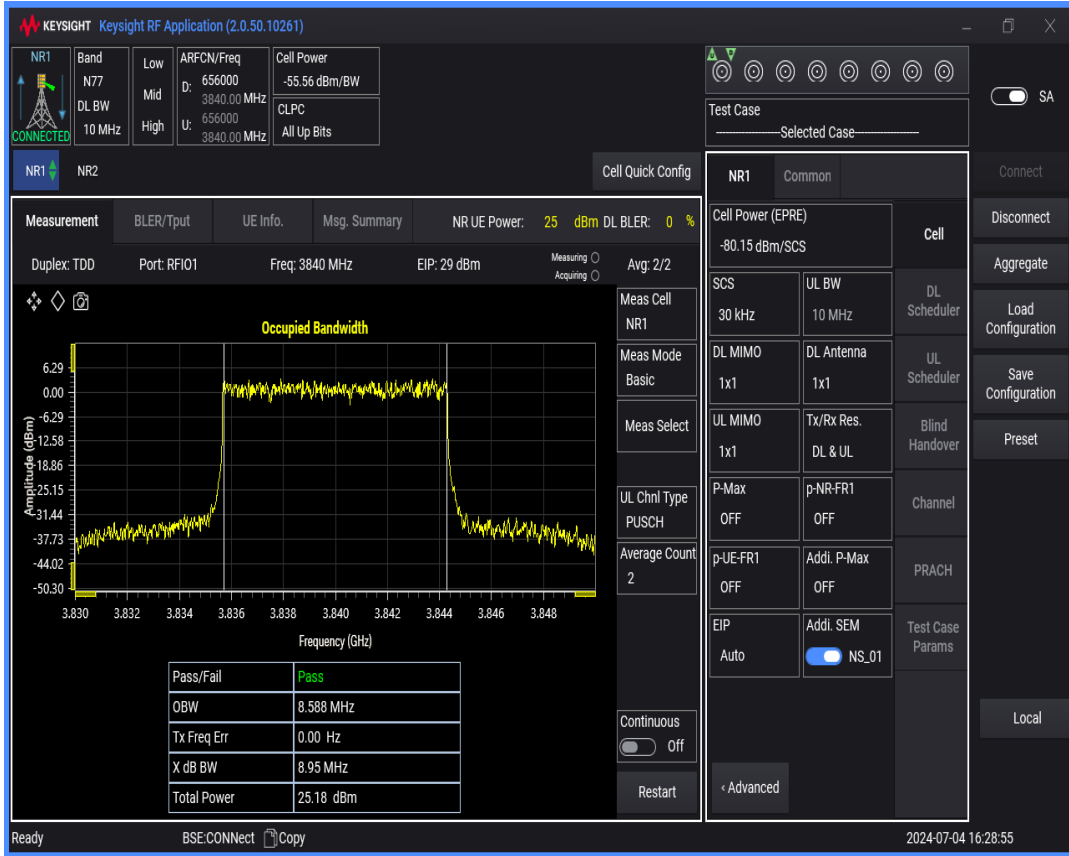 KEYSIGHT Keysight RF Application (2.0.50.10261)
NR1
CONNECTED
Band
N77
DL BW
10 MHz
Low
Mid
High
ARFCN/Freq
D: 656000
3840.00 MHz
U: 656000
3840.00 MHz
Cell Power
-55.56 dBm/BW
CLPC
All Up Bits
Test Case
--------------------Selected Case-----------------
SA
NR1
NR2
Cell Quick Config
Measurement
BLER/Tput
UE Info.
Msg. Summary
NR UE Power: 25 dBm DL BLER: 0 %
Duplex: TDD
Port: RFIO1
Freq: 3840 MHz
EIP: 29 dBm
Measuring
Acquiring
Avg: 2/2
Occupied Bandwidth
Amplitude (dBm)
6.29
0.00
-6.29
-12.58
-18.86
-25.15
-31.44
-37.73
-44.02
-50.30
3.830 3.832 3.834 3.836 3.838 3.840 3.842 3.844 3.846 3.848
Frequency (GHz)
Pass/Fail Pass
OBW 8.588 MHz
Tx Freq Err 0.00 Hz
X dB BW 8.95 MHz
Total Power 25.18 dBm
Meas Cell
NR1
Meas Mode
Basic
Meas Select
UL Chnl Type
PUSCH
Average Count
2
Continuous
Off
Restart
NR1
Common
Cell Power (EPRE)
-80.15 dBm/SCS
SCS
30 kHz
UL BW
10 MHz
DL MIMO
1x1
DL Antenna
1x1
UL MIMO
1x1
Tx/Rx Res.
DL & UL
P-Max
OFF
p-NR-FR1
OFF
p-UE-FR1
OFF
Addi. P-Max
OFF
EIP
Auto
Addi. SEM
NS_01
‹ Advanced
Cell
DL
Scheduler
UL
Scheduler
Blind
Handover
Channel
PRACH
Test Case
Params
Connect
Disconnect
Aggregate
Load
Configuration
Save
Configuration
Preset
Local
Ready
BSE:CONNect
Copy
2024-07-04 16:28:55